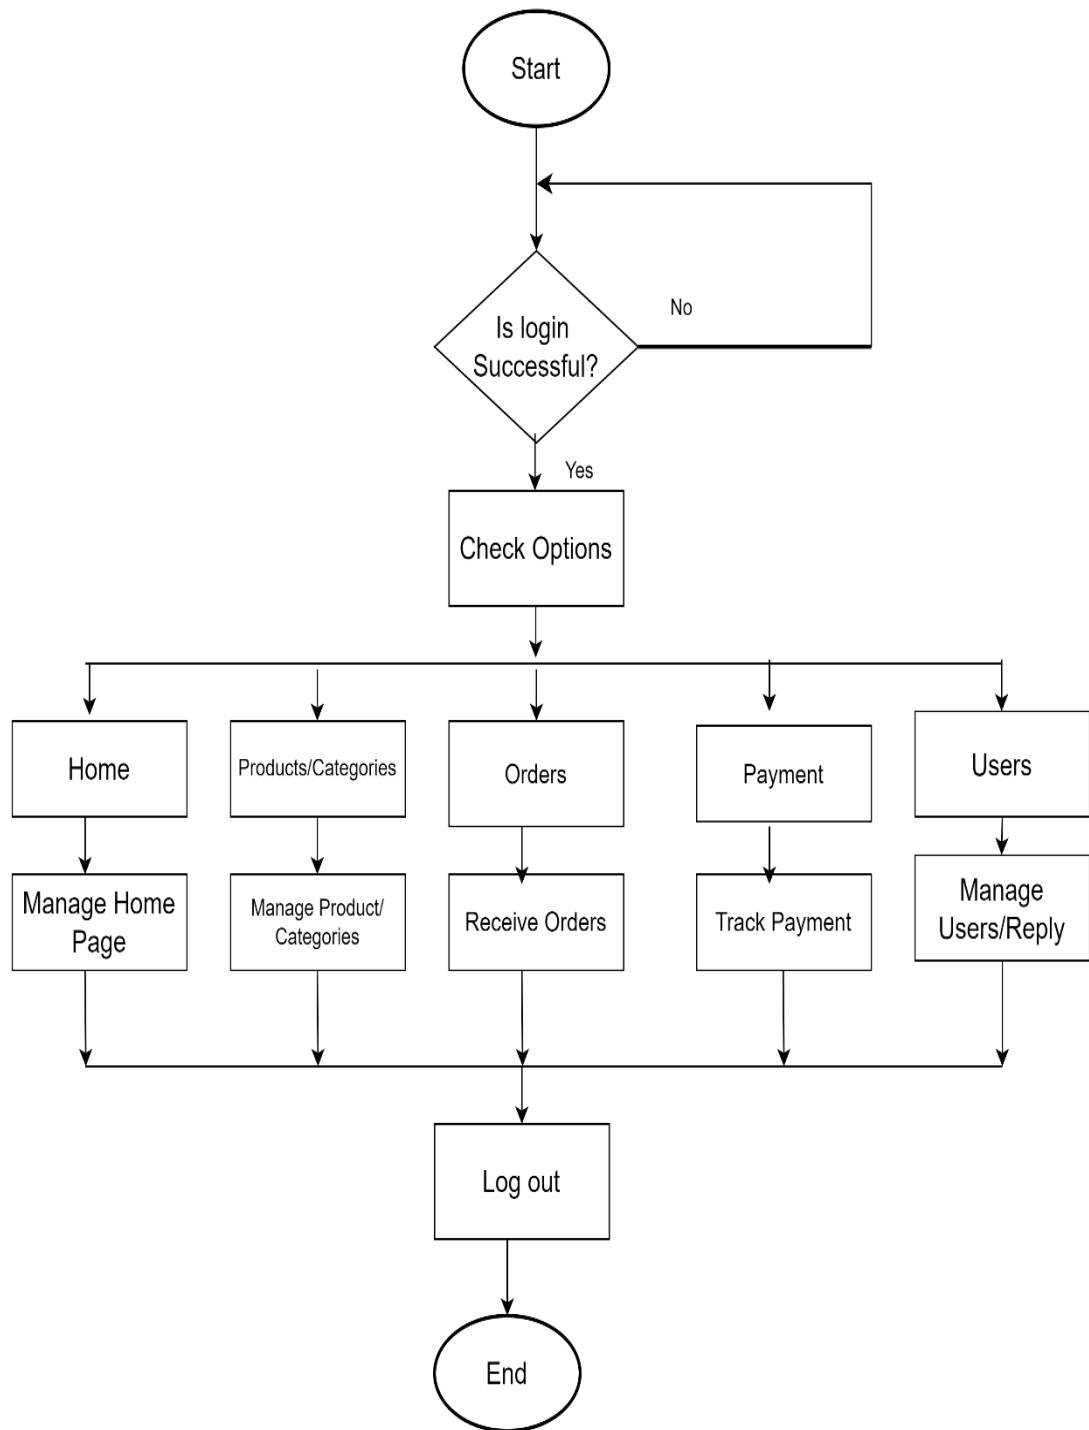 Start
No
Is login
Successful?
Yes
Check Options
Home
Products/Categories
Orders
Payment
Users
Manage Home
Page
Manage Product/
Categories
Receive Orders
Track Payment
Manage
Users/Reply
Log out
End